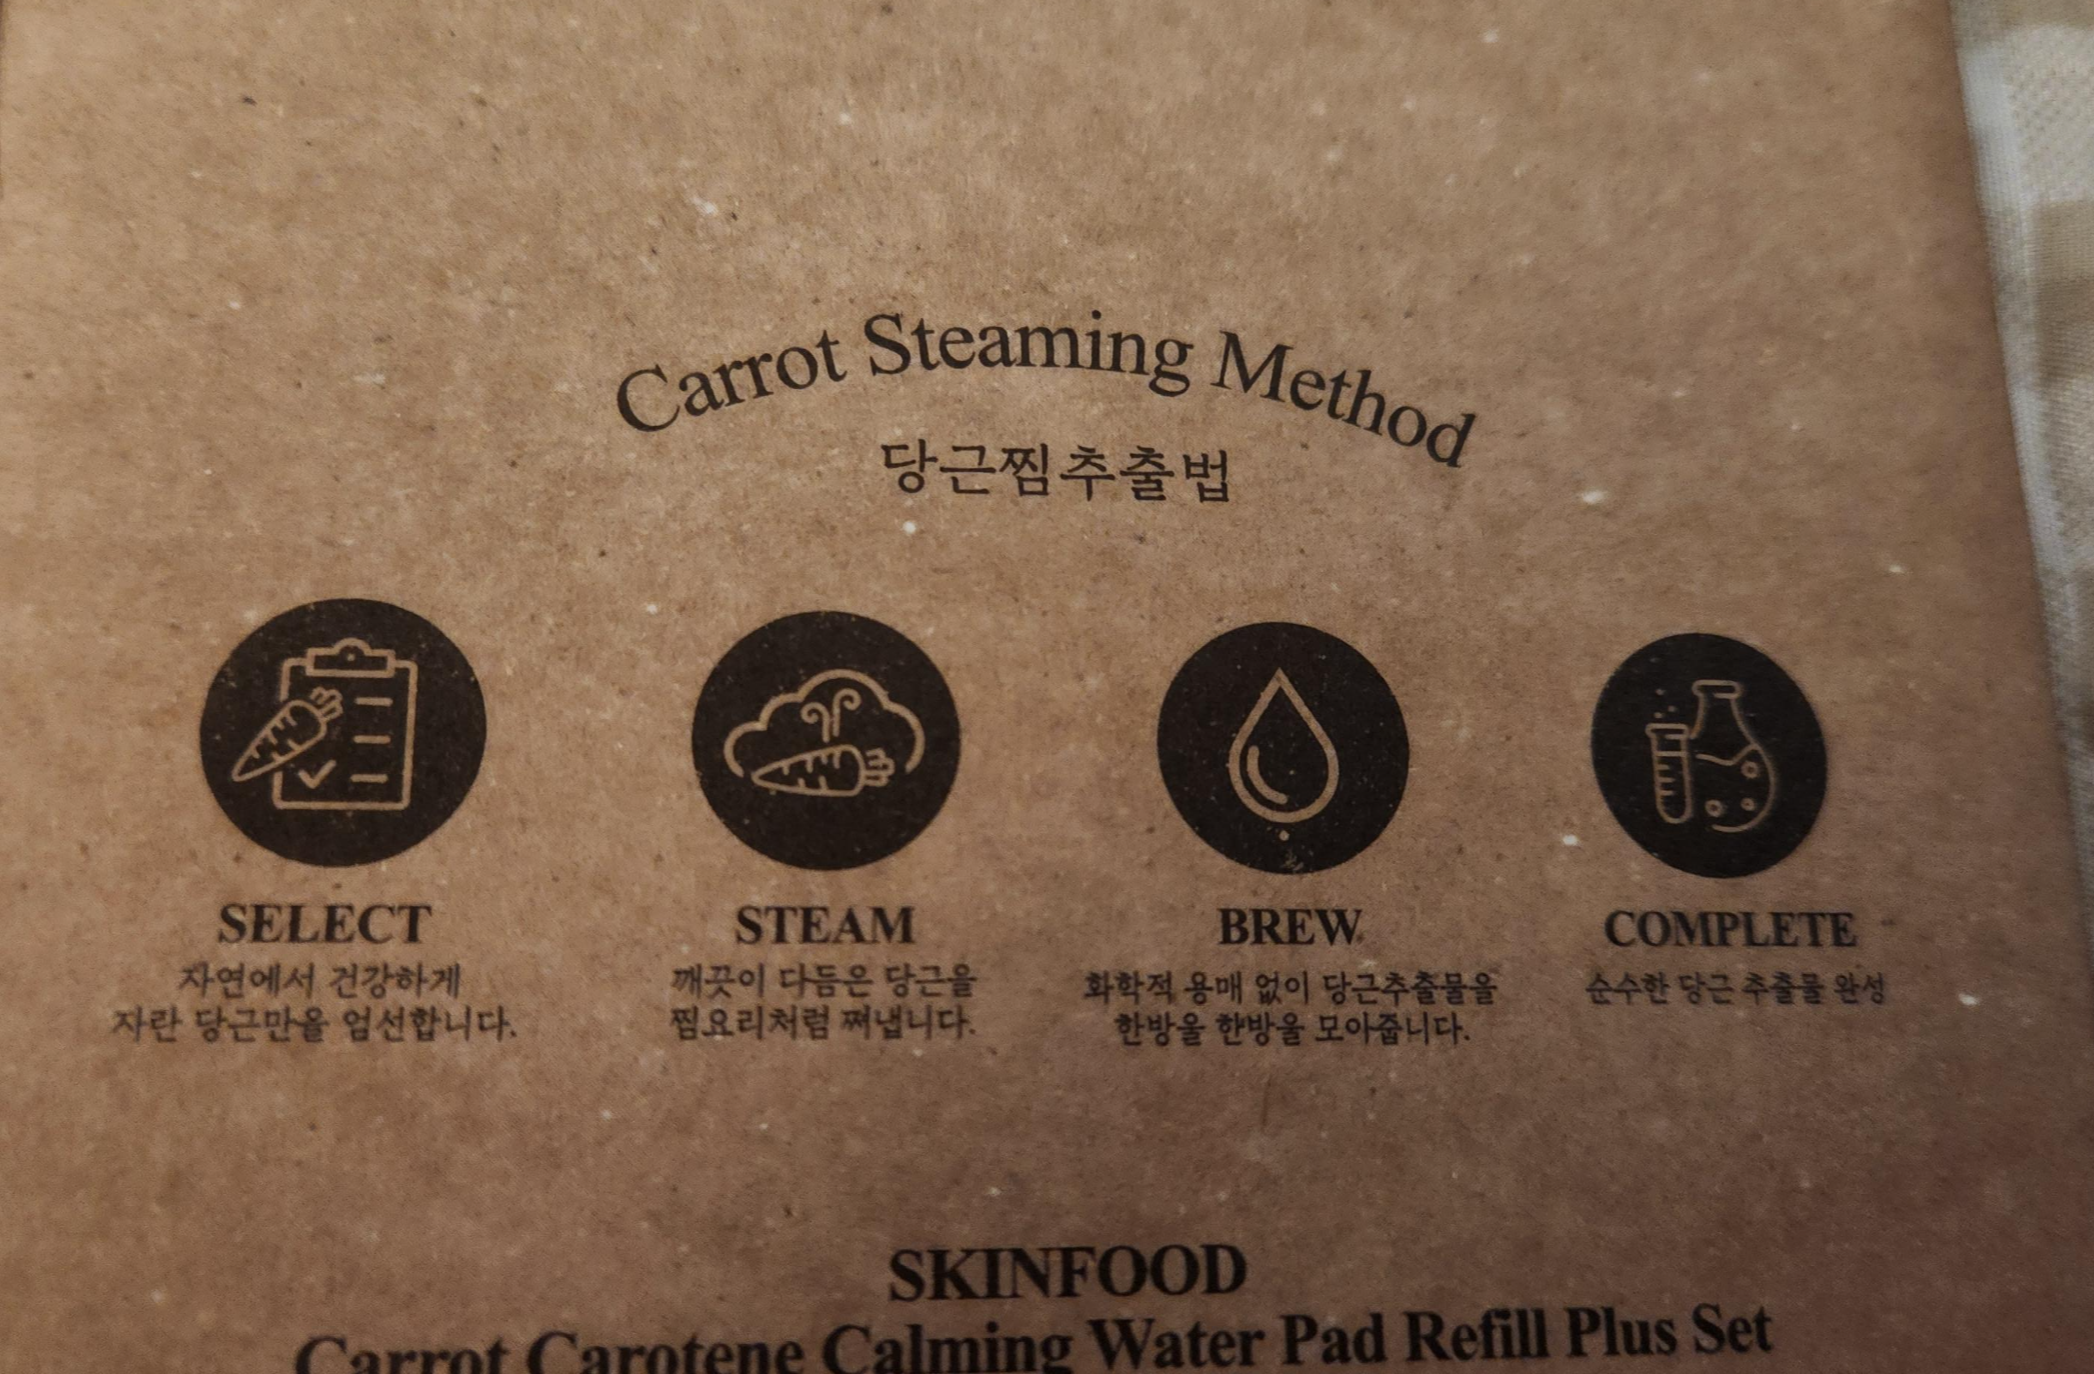 Carrot Steaming Method
당근찜추출법
SELECT
자연에서 건강하게
자란 당근만을 엄선합니다.
STEAM
깨끗이 다듬은 당근을
찜요리처럼 쪄냅니다.
BREW
화학적 용매 없이 당근추출물을
한방울 한방울 모아줍니다.
COMPLETE
순수한 당근 추출물 완성
SKINFOOD
Carrot Carotene Calming Water Pad Refill Plus Set